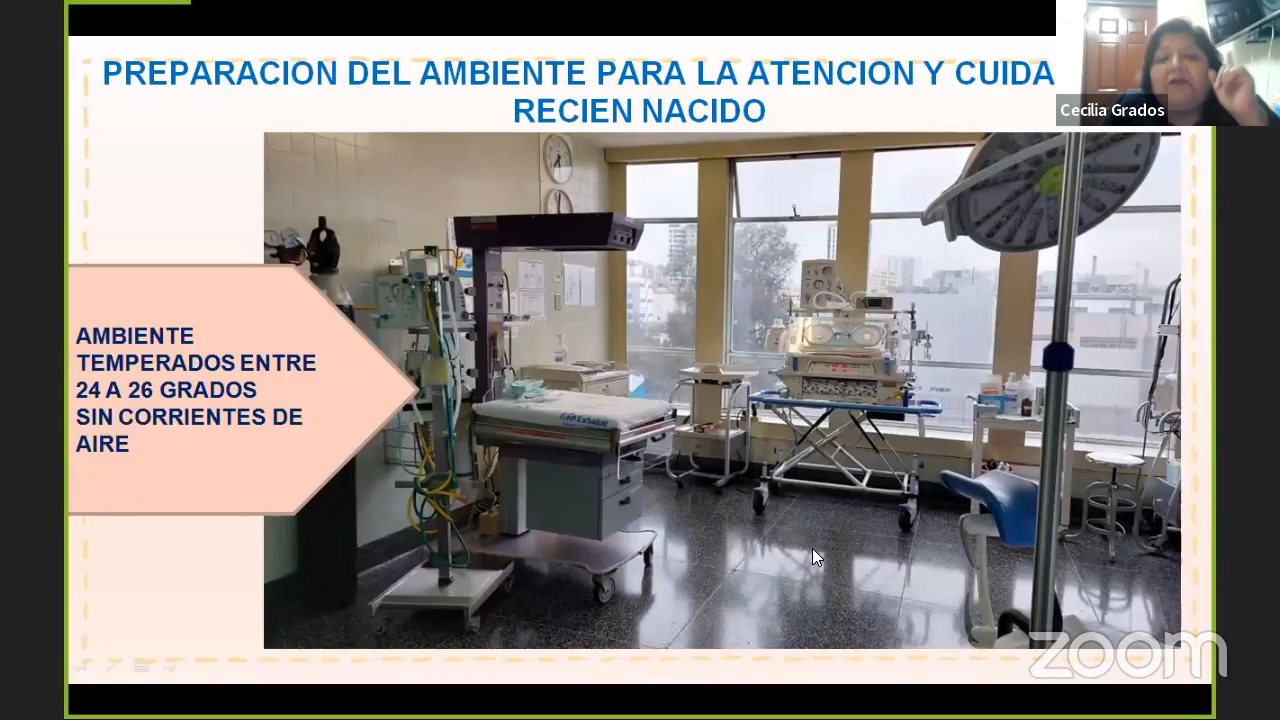 PREPARACION DEL AMBIENTE PARA LA ATENCION Y CUIDA
RECIEN NACIDO
Cecilia Grados
AMBIENTE
TEMPERADOS ENTRE
24 A 26 GRADOS
SIN CORRIENTES DE
AIRE
EsSalud
zoom